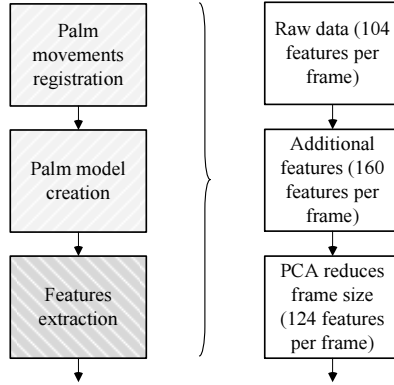 Palm
movements
registration
Palm model
creation
Features
extraction
Raw data (104
features per
frame)
Additional
features (160
features per
frame)
PCA reduces
frame size
(124 features
per frame)